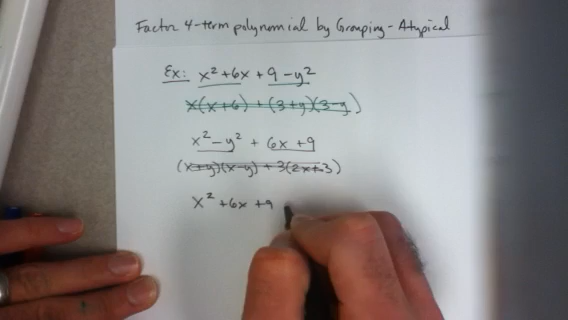 Factor 4-term polynomial by Grouping - Atypical
Ex: x² + 6x + 9 - y²
x(x+6) + (3+y)(3-y)
x² - y² + 6x + 9
(x+y)(x-y) + 3(2x+3)
x² + 6x + 9